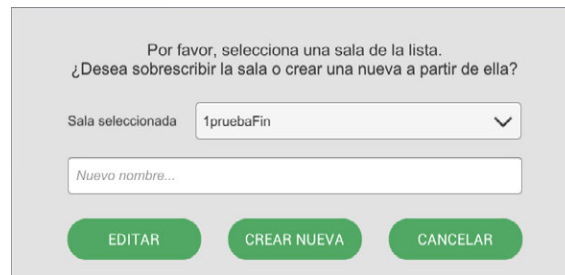 Por favor, selecciona una sala de la lista.
¿Desea sobrescribir la sala o crear una nueva a partir de ella?
Sala seleccionada 1pruebaFin
Nuevo nombre...
EDITAR CREAR NUEVA CANCELAR